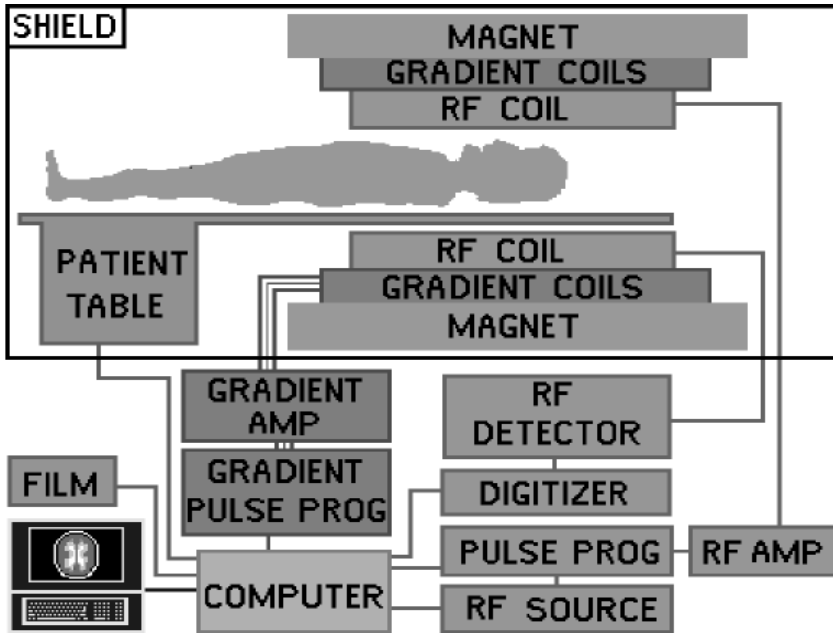 SHIELD
MAGNET
GRADIENT COILS
RF COIL
RF COIL
GRADIENT COILS
MAGNET
PATIENT
TABLE
GRADIENT
AMP
RF
DETECTOR
GRADIENT
PULSE PROG
FILM
DIGITIZER
PULSE PROG
RF AMP
COMPUTER
RF SOURCE